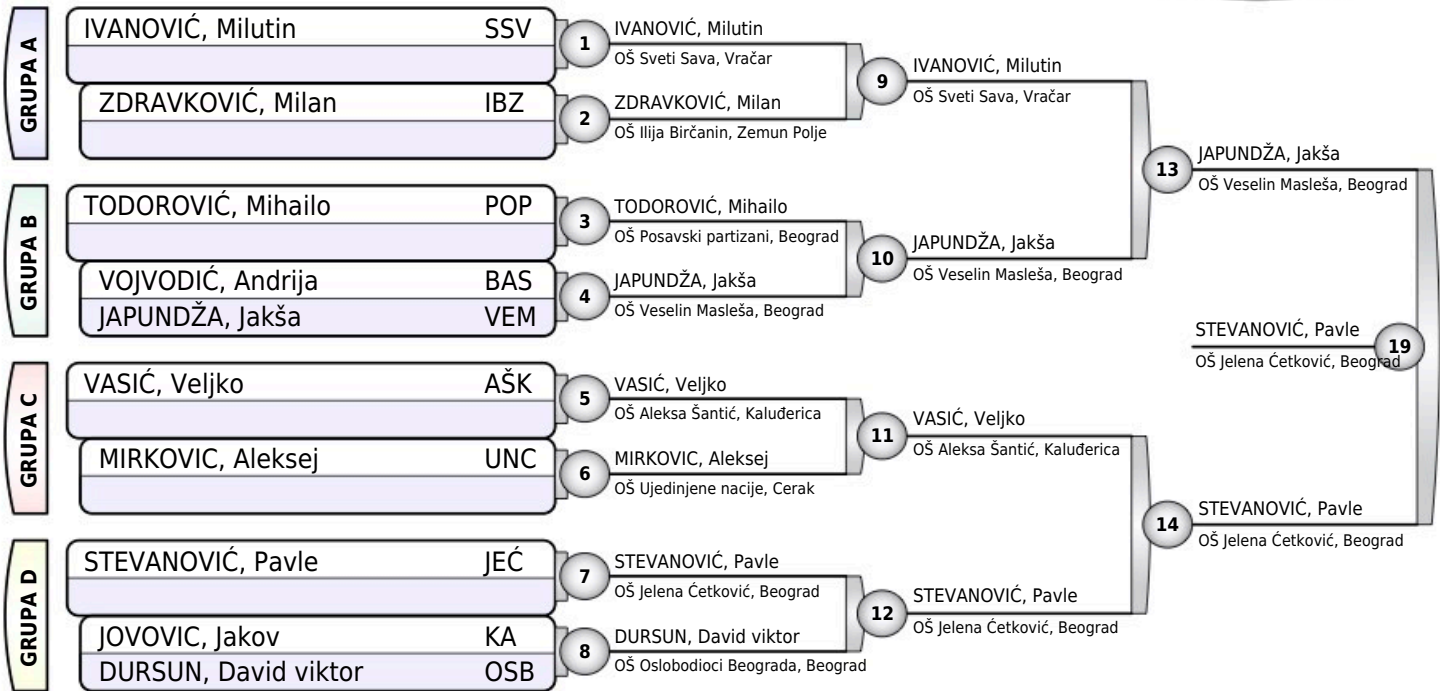 GRUPA A
IVANOVIĆ, Milutin SSV
ZDRAVKOVIĆ, Milan IBZ
GRUPA B
TODOROVIĆ, Mihailo POP
VOJVODIĆ, Andrija BAS
JAPUNDŽA, Jakša VEM
GRUPA C
VASIĆ, Veljko AŠK
MIRKOVIC, Aleksej UNC
GRUPA D
STEVANOVIĆ, Pavle JEĆ
JOVOVIC, Jakov KA
DURSUN, David viktor OSB
1
IVANOVIĆ, Milutin
OŠ Sveti Sava, Vračar
2
ZDRAVKOVIĆ, Milan
OŠ Ilija Birčanin, Zemun Polje
3
TODOROVIĆ, Mihailo
OŠ Posavski partizani, Beograd
4
JAPUNDŽA, Jakša
OŠ Veselin Masleša, Beograd
5
VASIĆ, Veljko
OŠ Aleksa Šantić, Kaluđerica
6
MIRKOVIC, Aleksej
OŠ Ujedinjene nacije, Cerak
7
STEVANOVIĆ, Pavle
OŠ Jelena Ćetković, Beograd
8
DURSUN, David viktor
OŠ Oslobodioci Beograda, Beograd
9
IVANOVIĆ, Milutin
OŠ Sveti Sava, Vračar
10
JAPUNDŽA, Jakša
OŠ Veselin Masleša, Beograd
11
VASIĆ, Veljko
OŠ Aleksa Šantić, Kaluđerica
12
STEVANOVIĆ, Pavle
OŠ Jelena Ćetković, Beograd
13
JAPUNDŽA, Jakša
OŠ Veselin Masleša, Beograd
14
STEVANOVIĆ, Pavle
OŠ Jelena Ćetković, Beograd
STEVANOVIĆ, Pavle
19
OŠ Jelena Ćetković, Beograd